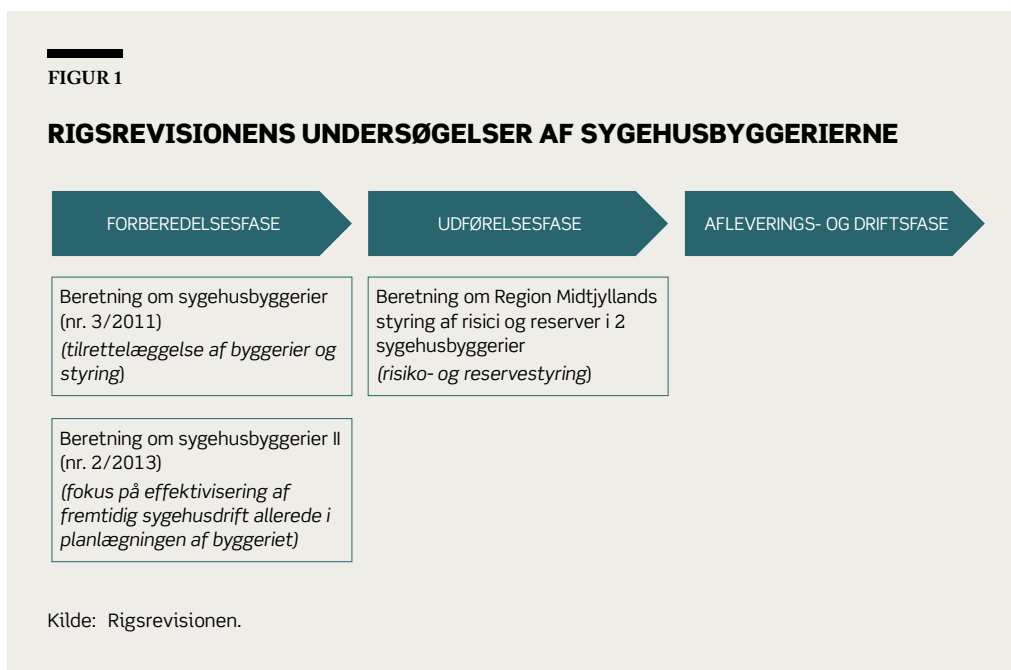 FIGUR 1
RIGSREVISIONENS UNDERSØGELSER AF SYGEHUSBYGGERIERNE
FORBEREDELSESFASE
UDFØRELSESFASE
AFLEVERINGS- OG DRIFTSFASE
Beretning om sygehusbyggerier
(nr. 3/2011)
(tilrettelæggelse af byggerier og
styring)
Beretning om Region Midtjyllands
styring af risici og reserver i 2
sygehusbyggerier
(risiko- og reservestyring)
Beretning om sygehusbyggerier II
(nr. 2/2013)
(fokus på effektivisering af
fremtidig sygehusdrift allerede i
planlægningen af byggeriet)
Kilde: Rigsrevisionen.